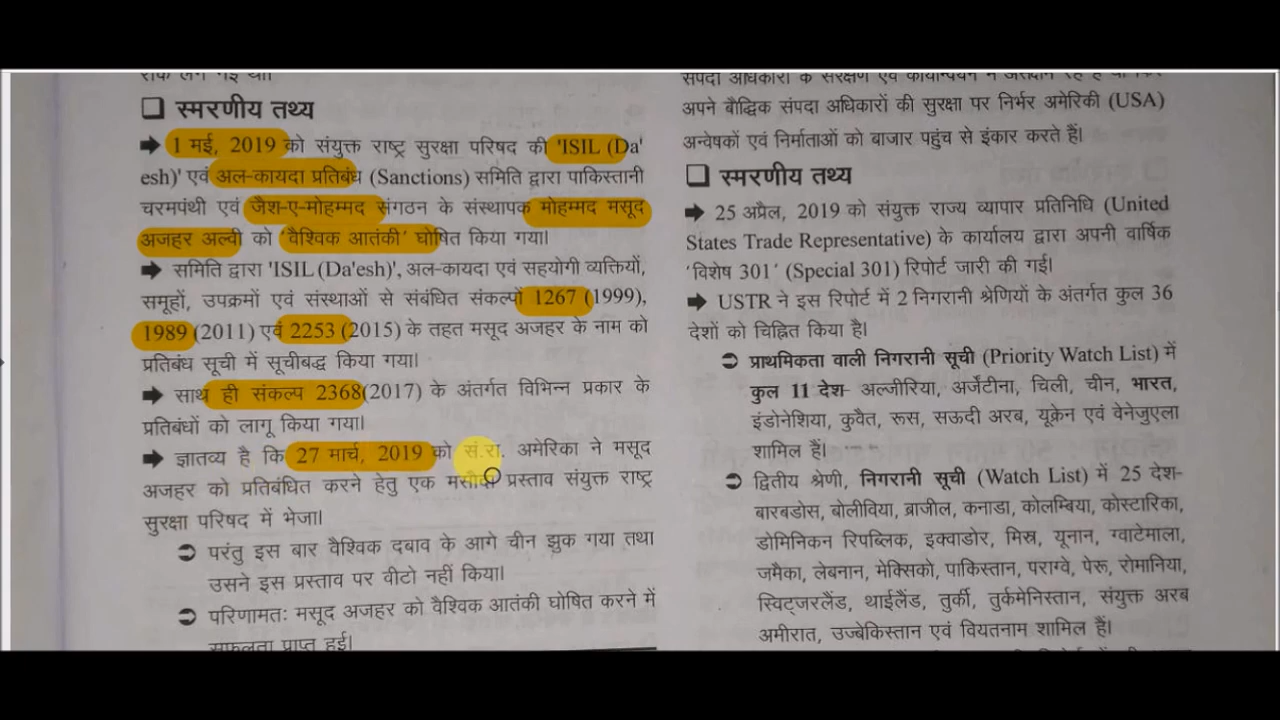 स्मरणीय तथ्य
1 मई, 2019 को संयुक्त राष्ट्र सुरक्षा परिषद की 'ISIL (Da'
esh)' एवं अल-कायदा प्रतिबंध (Sanctions) समिति द्वारा पाकिस्तानी
चरमपंथी एवं जैश-ए-मोहम्मद संगठन के संस्थापक मोहम्मद मसूद
अजहर अल्वी को 'वैश्विक आतंकी' घोषित किया गया।
समिति द्वारा 'ISIL (Da'esh)', अल-कायदा एवं सहयोगी व्यक्तियों,
समूहों, उपक्रमों एवं संस्थाओं से संबंधित संकल्पों 1267 (1999),
1989 (2011) एवं 2253 (2015) के तहत मसूद अजहर के नाम को
प्रतिबंध सूची में सूचीबद्ध किया गया।
साथ ही संकल्प 2368(2017) के अंतर्गत विभिन्न प्रकार के
प्रतिबंधों को लागू किया गया।
ज्ञातव्य है कि 27 मार्च, 2019 को सं.रा. अमेरिका ने मसूद
अजहर को प्रतिबंधित करने हेतु एक मसौदा प्रस्ताव संयुक्त राष्ट्र
सुरक्षा परिषद में भेजा।
परंतु इस बार वैश्विक दबाव के आगे चीन झुक गया तथा
उसने इस प्रस्ताव पर वीटो नहीं किया।
परिणामतः मसूद अजहर को वैश्विक आतंकी घोषित करने में
सफलता प्राप्त हुई।
संपदा अधिकारों के संरक्षण एवं कार्यान्वयन में
अपने बौद्धिक संपदा अधिकारों की सुरक्षा पर निर्भर अमेरिकी (USA)
अन्वेषकों एवं निर्माताओं को बाजार पहुंच से इंकार करते हैं।
स्मरणीय तथ्य
25 अप्रैल, 2019 को संयुक्त राज्य व्यापार प्रतिनिधि (United
States Trade Representative) के कार्यालय द्वारा अपनी वार्षिक
'विशेष 301' (Special 301) रिपोर्ट जारी की गई।
USTR ने इस रिपोर्ट में 2 निगरानी श्रेणियों के अंतर्गत कुल 36
देशों को चिह्नित किया है।
प्राथमिकता वाली निगरानी सूची (Priority Watch List) में
कुल 11 देश- अल्जीरिया, अर्जेंटीना, चिली, चीन, भारत,
इंडोनेशिया, कुवैत, रूस, सऊदी अरब, यूक्रेन एवं वेनेजुएला
शामिल हैं।
द्वितीय श्रेणी, निगरानी सूची (Watch List) में 25 देश-
बारबडोस, बोलीविया, ब्राजील, कनाडा, कोलम्बिया, कोस्टारिका,
डोमिनिकन रिपब्लिक, इक्वाडोर, मिस्र, यूनान, ग्वाटेमाला,
जमैका, लेबनान, मेक्सिको, पाकिस्तान, पराग्वे, पेरू, रोमानिया,
स्विट्जरलैंड, थाईलैंड, तुर्की, तुर्कमेनिस्तान, संयुक्त अरब
अमीरात, उज्बेकिस्तान एवं वियतनाम शामिल हैं।